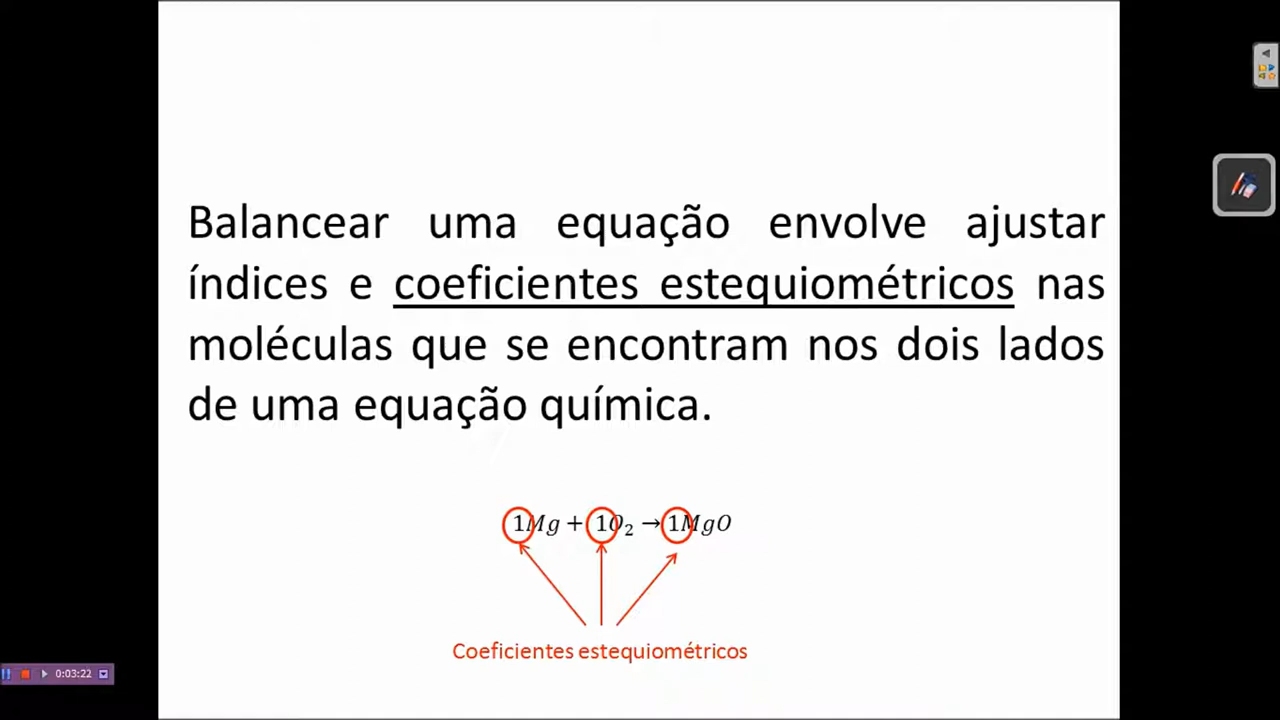 Balancear uma equação envolve ajustar
índices e coeficientes estequiométricos nas
moléculas que se encontram nos dois lados
de uma equação química.
1Mg + 1O₂ → 1MgO
Coeficientes estequiométricos
0:03:22